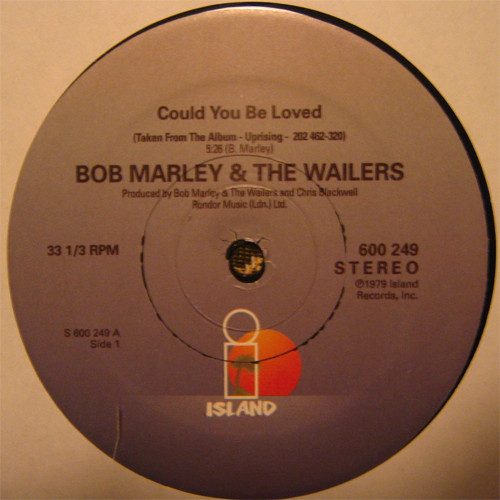 Could You Be Loved
(Taken From The Album - Uprising - 202 462-320)
5:26 (B. Marley)
BOB MARLEY & THE WAILERS
Produced by Bob Marley & The Wailers and Chris Blackwell
Rondor Music (Ldn.) Ltd.
33 1/3 RPM
600 249
STEREO
℗1979 Island
Records, Inc.
S 600 249 A
Side 1
ISLAND